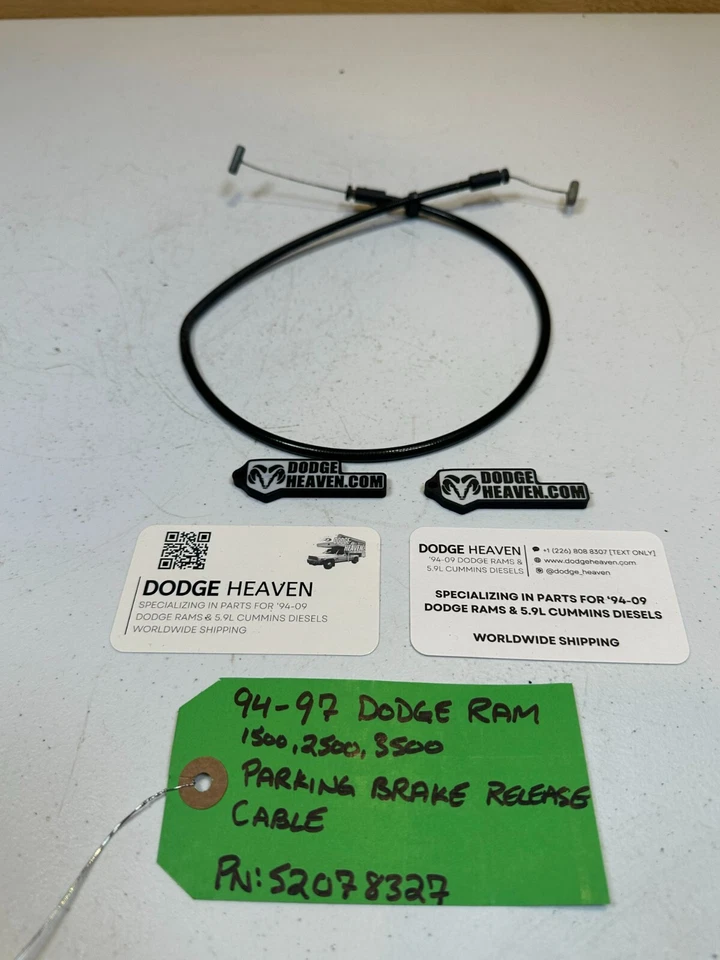 DODGE
HEAVEN.COM
DODGE
HEAVEN.COM
DODGE
HEAVEN
DODGE HEAVEN
SPECIALIZING IN PARTS FOR '94-09
DODGE RAMS & 5.9L CUMMINS DIESELS
WORLDWIDE SHIPPING
DODGE HEAVEN
'94-09 DODGE RAMS &
5.9L CUMMINS DIESELS
+1 (226) 808 8307 [TEXT ONLY]
www.dodgeheaven.com
@dodge_heaven
SPECIALIZING IN PARTS FOR '94-09
DODGE RAMS & 5.9L CUMMINS DIESELS
WORLDWIDE SHIPPING
94-97 DODGE RAM
1500, 2500, 3500
PARKING BRAKE RELEASE
CABLE
PN: 52078327